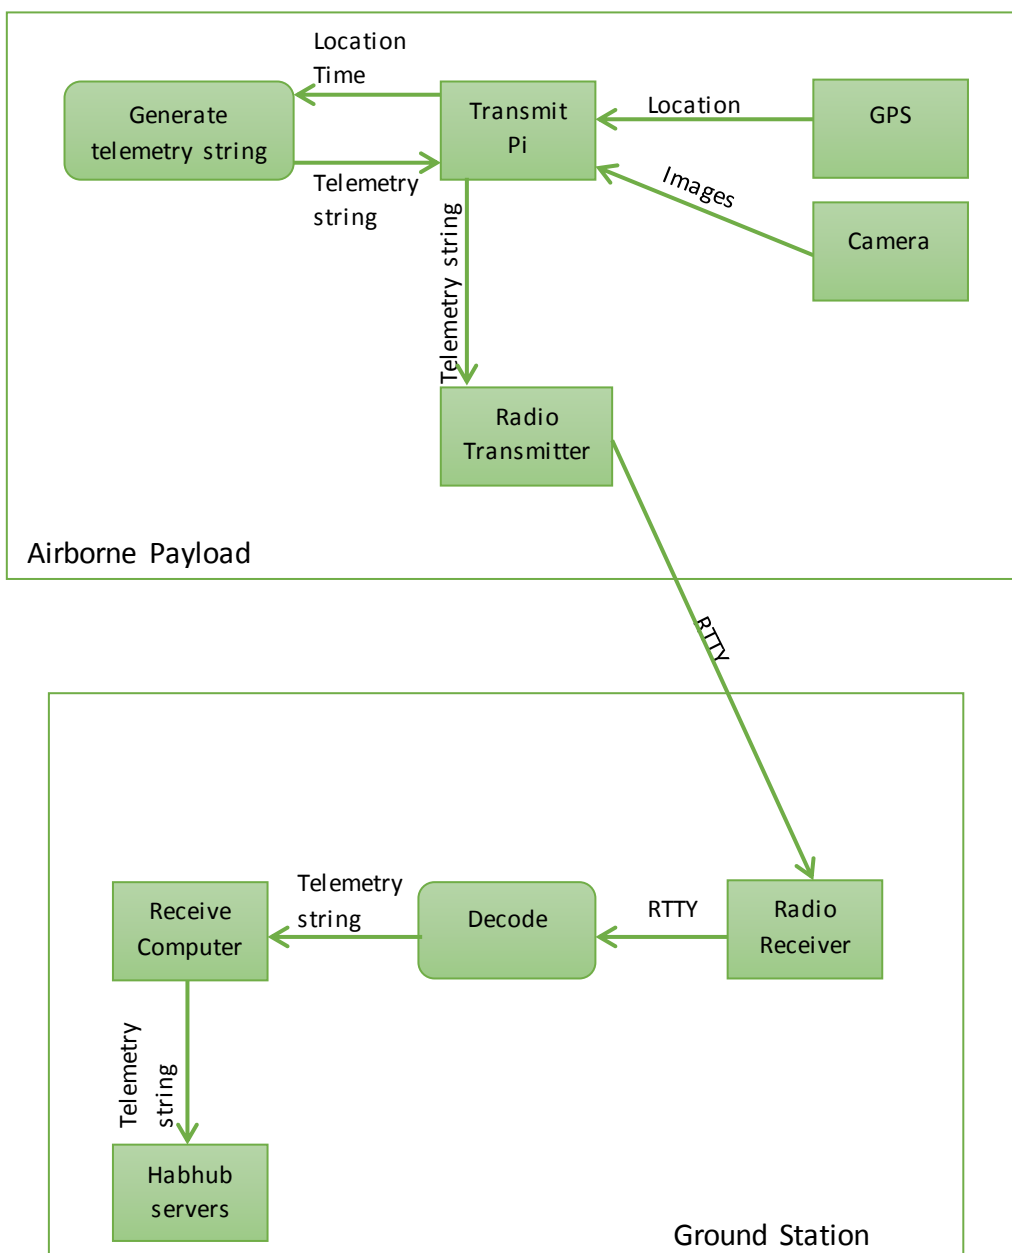 Location
Time
Generate
telemetry string
Transmit
Pi
Location
GPS
Telemetry
string
Images
Camera
Telemetry string
Radio
Transmitter
Airborne Payload
RTTY
Receive
Computer
Telemetry
string
Decode
RTTY
Radio
Receiver
Telemetry
string
Habhub
servers
Ground Station